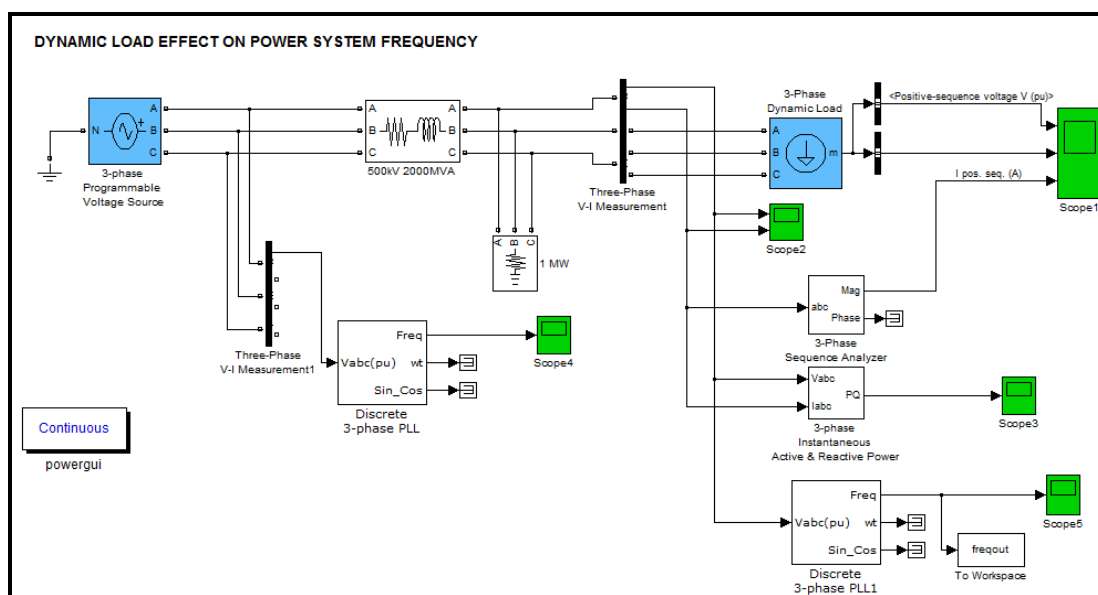 DYNAMIC LOAD EFFECT ON POWER SYSTEM FREQUENCY
N
+
A
B
C
3-phase
Programmable
Voltage Source
A
B
C
A
B
C
500kV 2000MVA
A
B
C
1 MW
Three-Phase
V-I Measurement
3-Phase
Dynamic Load
A
B
C
m
<Positive-sequence voltage V (pu)>
I pos. seq. (A)
Scope1
Scope2
Three-Phase
V-I Measurement1
Vabc(pu)
Freq
wt
Sin_Cos
Discrete
3-phase PLL
Scope4
abc
Mag
Phase
3-Phase
Sequence Analyzer
Vabc
Iabc
PQ
3-phase
Instantaneous
Active & Reactive Power
Scope3
Continuous
powergui
Vabc(pu)
Freq
wt
Sin_Cos
Discrete
3-phase PLL1
Scope5
freqout
To Workspace